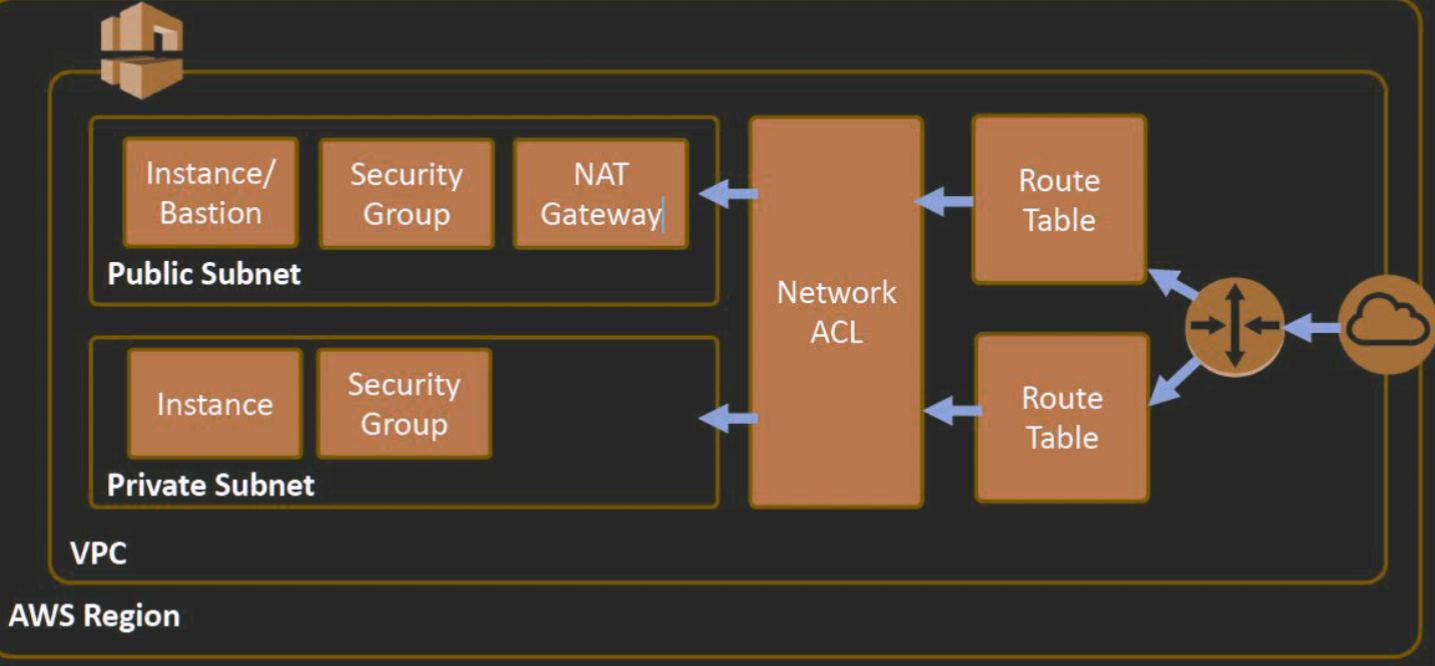 Instance/
Bastion
Security
Group
NAT
Gateway
Public Subnet
Instance
Security
Group
Private Subnet
Network
ACL
Route
Table
Route
Table
VPC
AWS Region